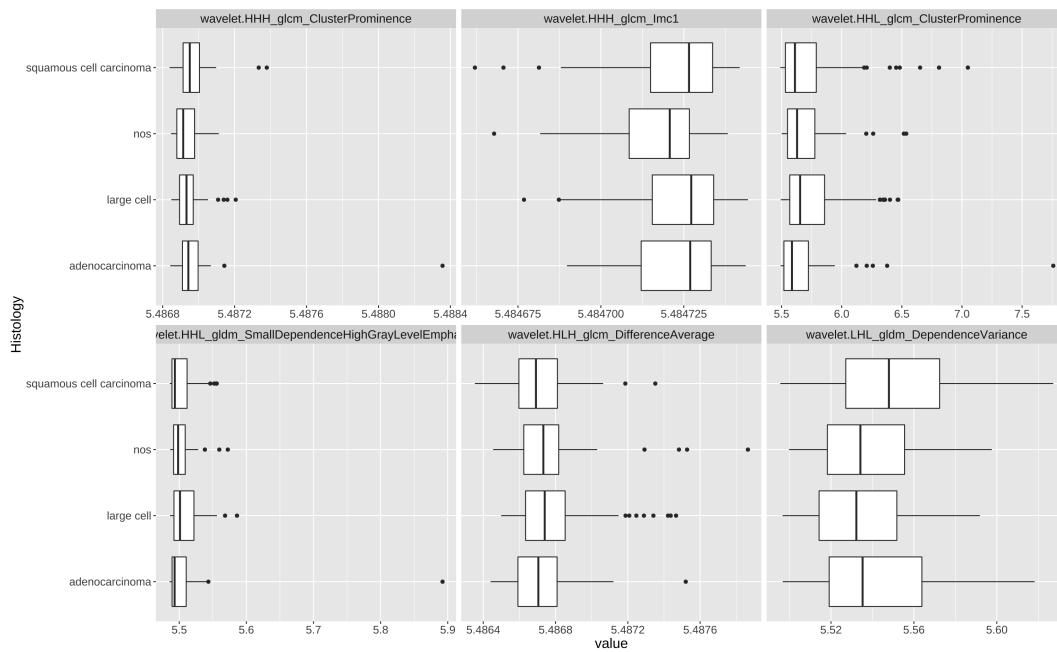 wavelet.HHH_glcm_ClusterProminence
wavelet.HHH_glcm_Imc1
wavelet.HHL_glcm_ClusterProminence
squamous cell carcinoma
nos
large cell
adenocarcinoma
5.4868 5.4872 5.4876 5.4880 5.4884
5.484675 5.484700 5.484725
5.5 6.0 6.5 7.0 7.5
Histology
wavelet.HHL_gldm_SmallDependenceHighGrayLevelEmpha
wavelet.HLH_glcm_DifferenceAverage
wavelet.LHL_gldm_DependenceVariance
squamous cell carcinoma
nos
large cell
adenocarcinoma
5.5 5.6 5.7 5.8 5.9
5.4864 5.4868 5.4872 5.4876
5.52 5.56 5.60
value